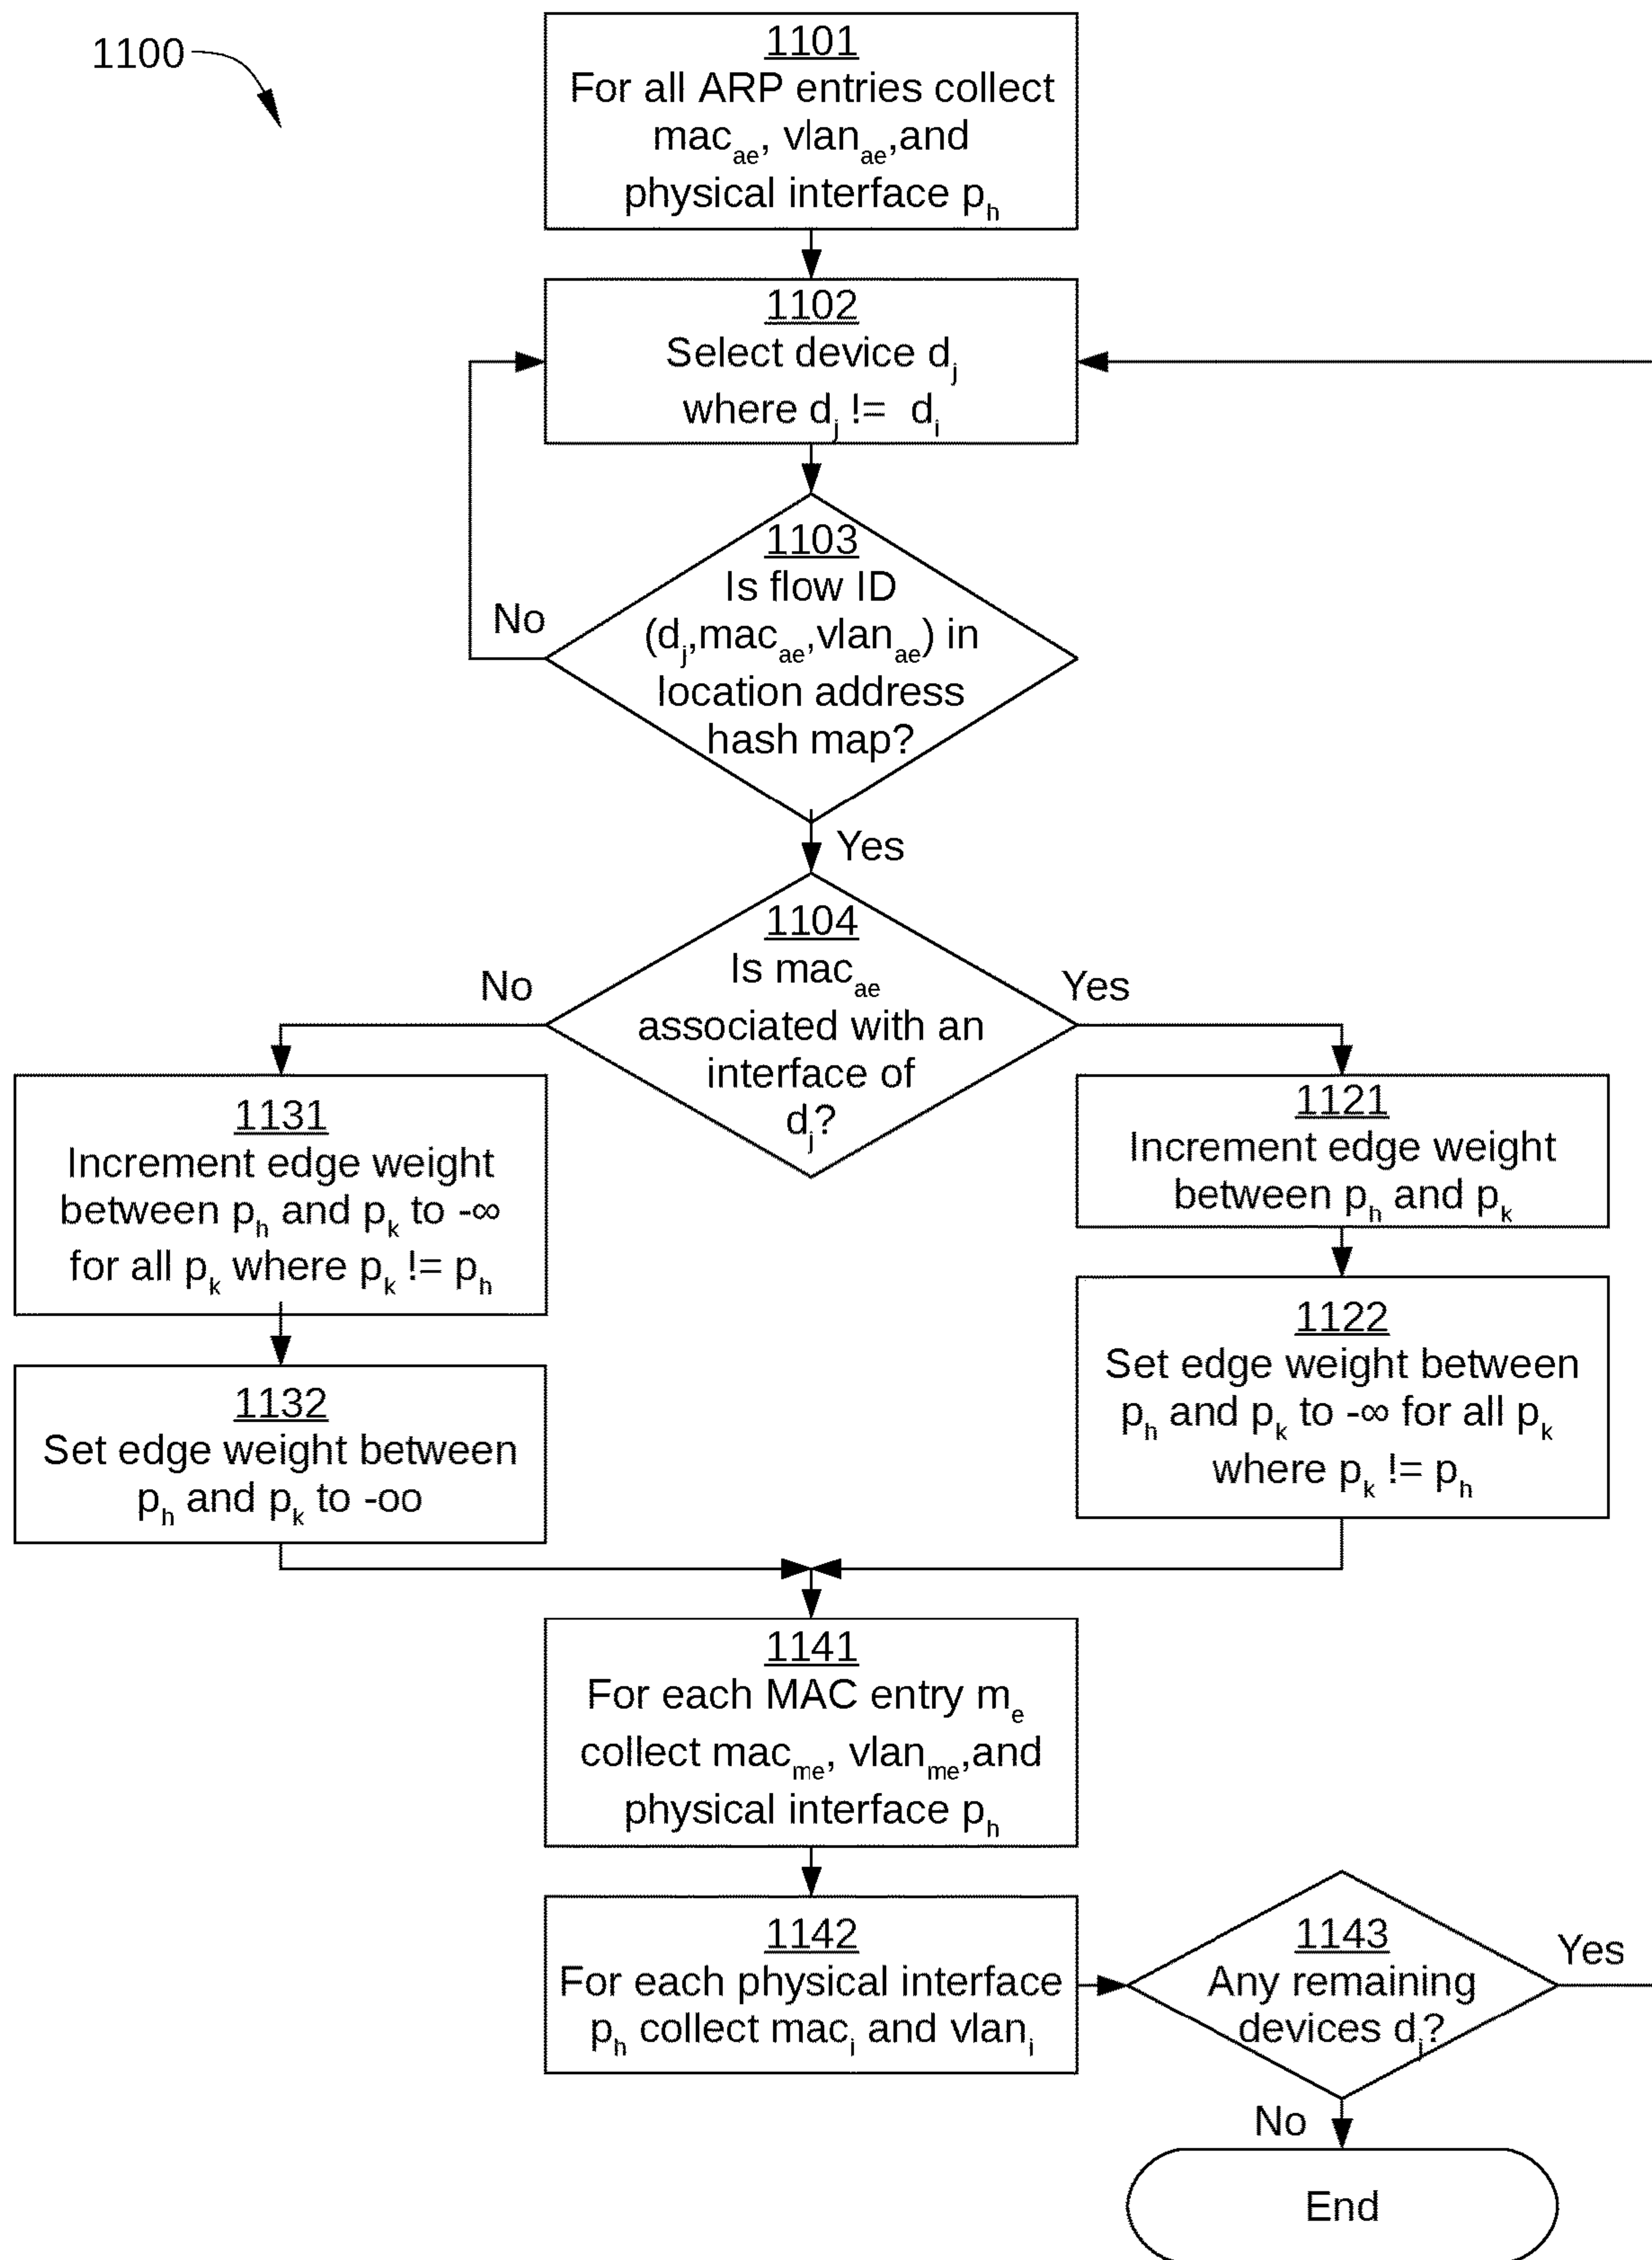 1100
1101
For all ARP entries collect
mac_ae, vlan_ae,and
physical interface p_h
1102
Select device d_j
where d_j != d_i
1103
Is flow ID
(d_j,mac_ae,vlan_ae) in
location address
hash map?
No
Yes
1104
Is mac_ae
associated with an
interface of
d_j?
No
Yes
1131
Increment edge weight
between p_h and p_k to -∞
for all p_k where p_k != p_h
1121
Increment edge weight
between p_h and p_k
1132
Set edge weight between
p_h and p_k to -oo
1122
Set edge weight between
p_h and p_k to -∞ for all p_k
where p_k != p_h
1141
For each MAC entry m_e
collect mac_me, vlan_me,and
physical interface p_h
1142
For each physical interface
p_h collect mac_i and vlan_i
1143
Any remaining
devices d_j?
Yes
No
End